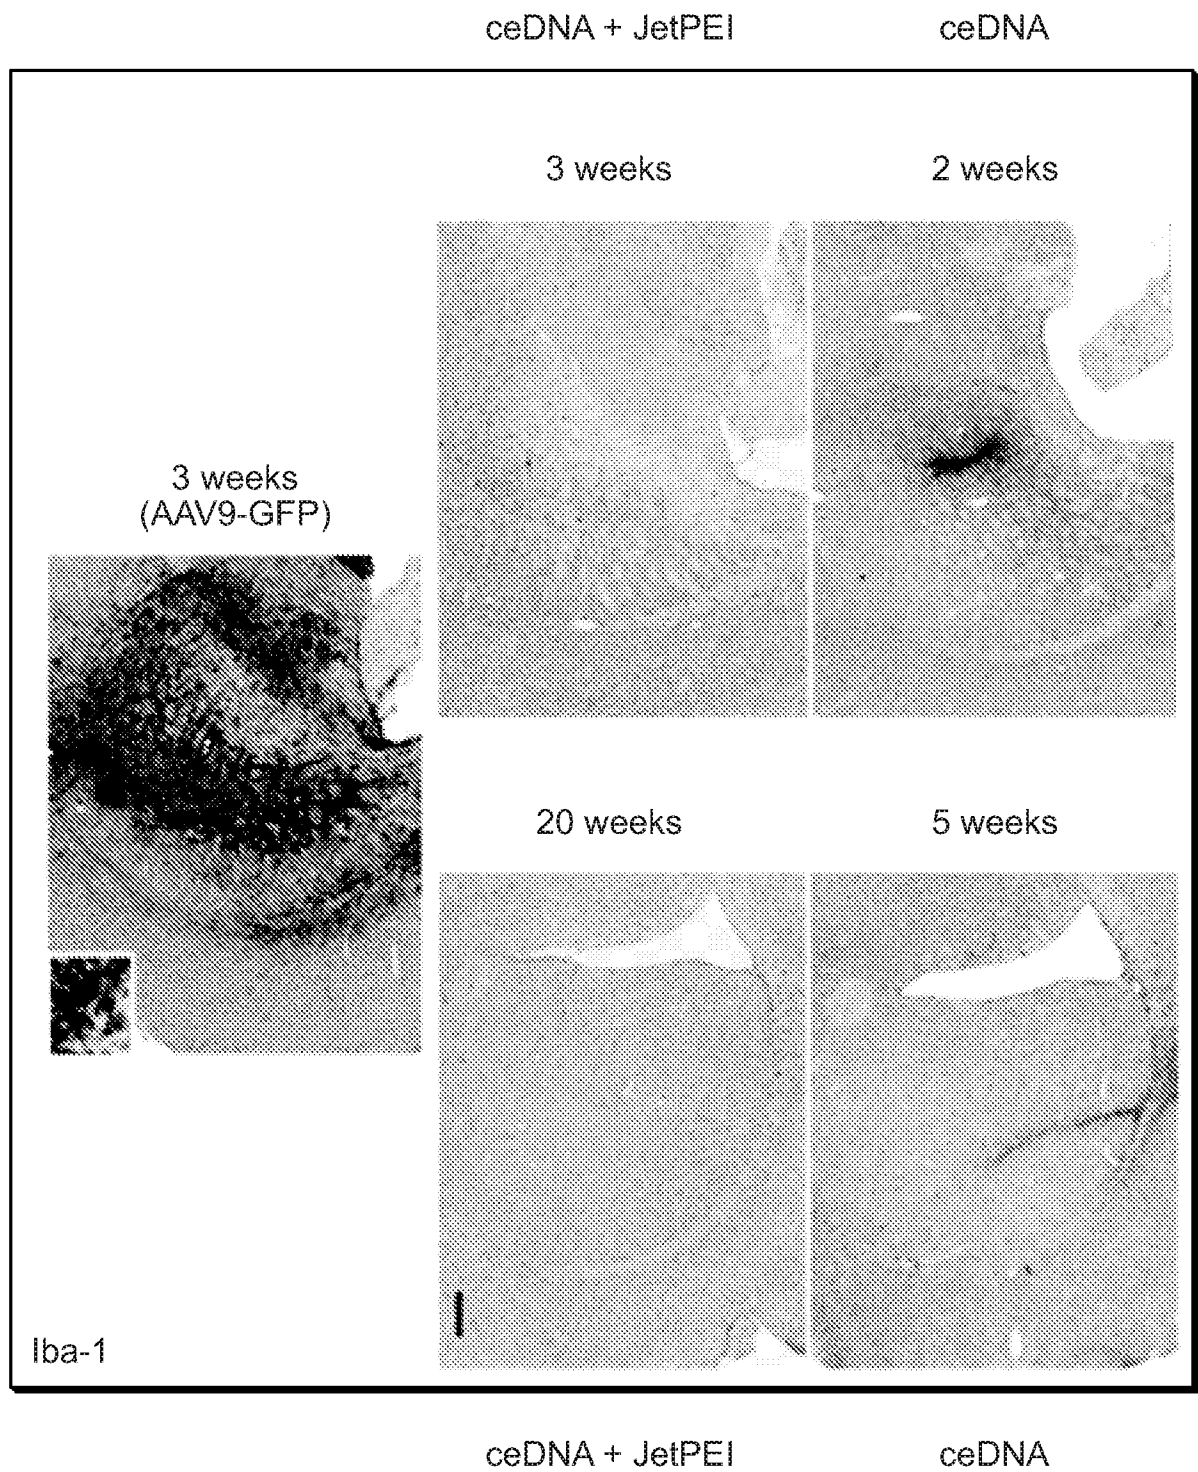 ceDNA + JetPEI
ceDNA
3 weeks
2 weeks
3 weeks
(AAV9-GFP)
20 weeks
5 weeks
Iba-1
ceDNA + JetPEI
ceDNA